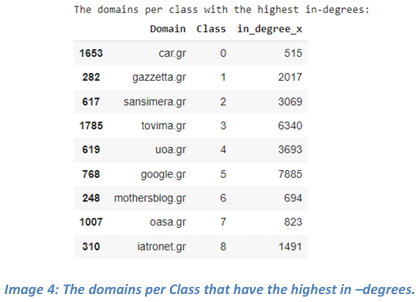 The domains per class with the highest in-degrees:
Domain Class in_degree_x
1653 car.gr 0 515
282 gazzetta.gr 1 2017
617 sansimera.gr 2 3069
1785 tovima.gr 3 6340
619 uoa.gr 4 3693
768 google.gr 5 7885
248 mothersblog.gr 6 694
1007 oasa.gr 7 823
310 iatronet.gr 8 1491
Image 4: The domains per Class that have the highest in –degrees.